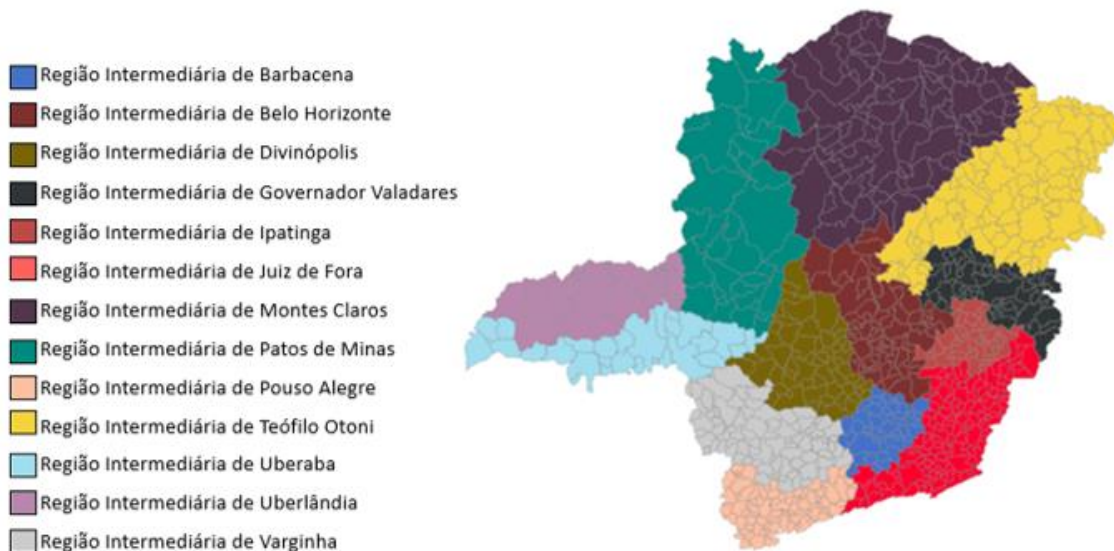 Região Intermediária de Barbacena
Região Intermediária de Belo Horizonte
Região Intermediária de Divinópolis
Região Intermediária de Governador Valadares
Região Intermediária de Ipatinga
Região Intermediária de Juiz de Fora
Região Intermediária de Montes Claros
Região Intermediária de Patos de Minas
Região Intermediária de Pouso Alegre
Região Intermediária de Teófilo Otoni
Região Intermediária de Uberaba
Região Intermediária de Uberlândia
Região Intermediária de Varginha